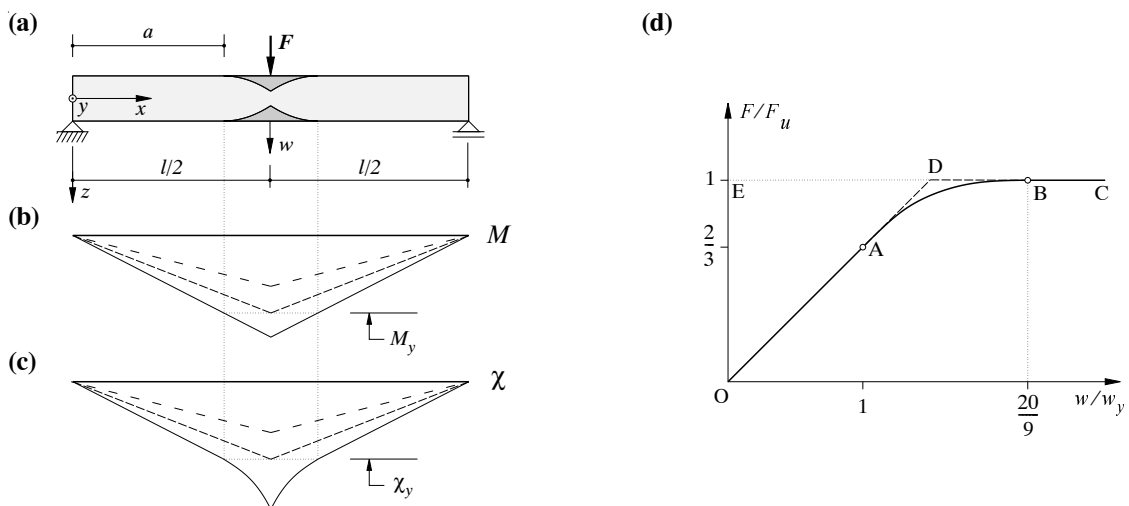 (a)
a
F
y
x
w
l/2
l/2
z
(b)
M
M_y
(c)
χ
χ_y
(d)
F/F_u
D
1
E
B
C
2/3
A
O
1
20/9
w/w_y